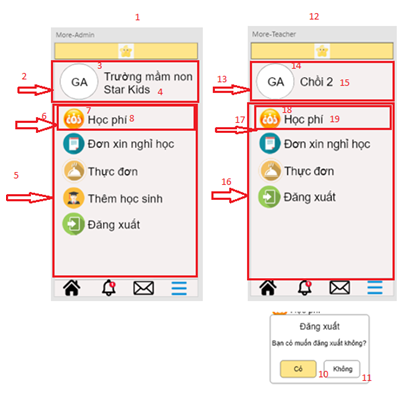 1
12
More-Admin
More-Teacher
2
3
GA
Trường mầm non
Star Kids
4
13
14
GA
Chồi 2
15
6
7
Học phí
8
17
18
Học phí
19
Đơn xin nghỉ học
Đơn xin nghỉ học
5
Thực đơn
16
Thực đơn
Thêm học sinh
Đăng xuất
Đăng xuất
Học phí
Đăng xuất
Bạn có muốn đăng xuất không?
Có
10
Không
11